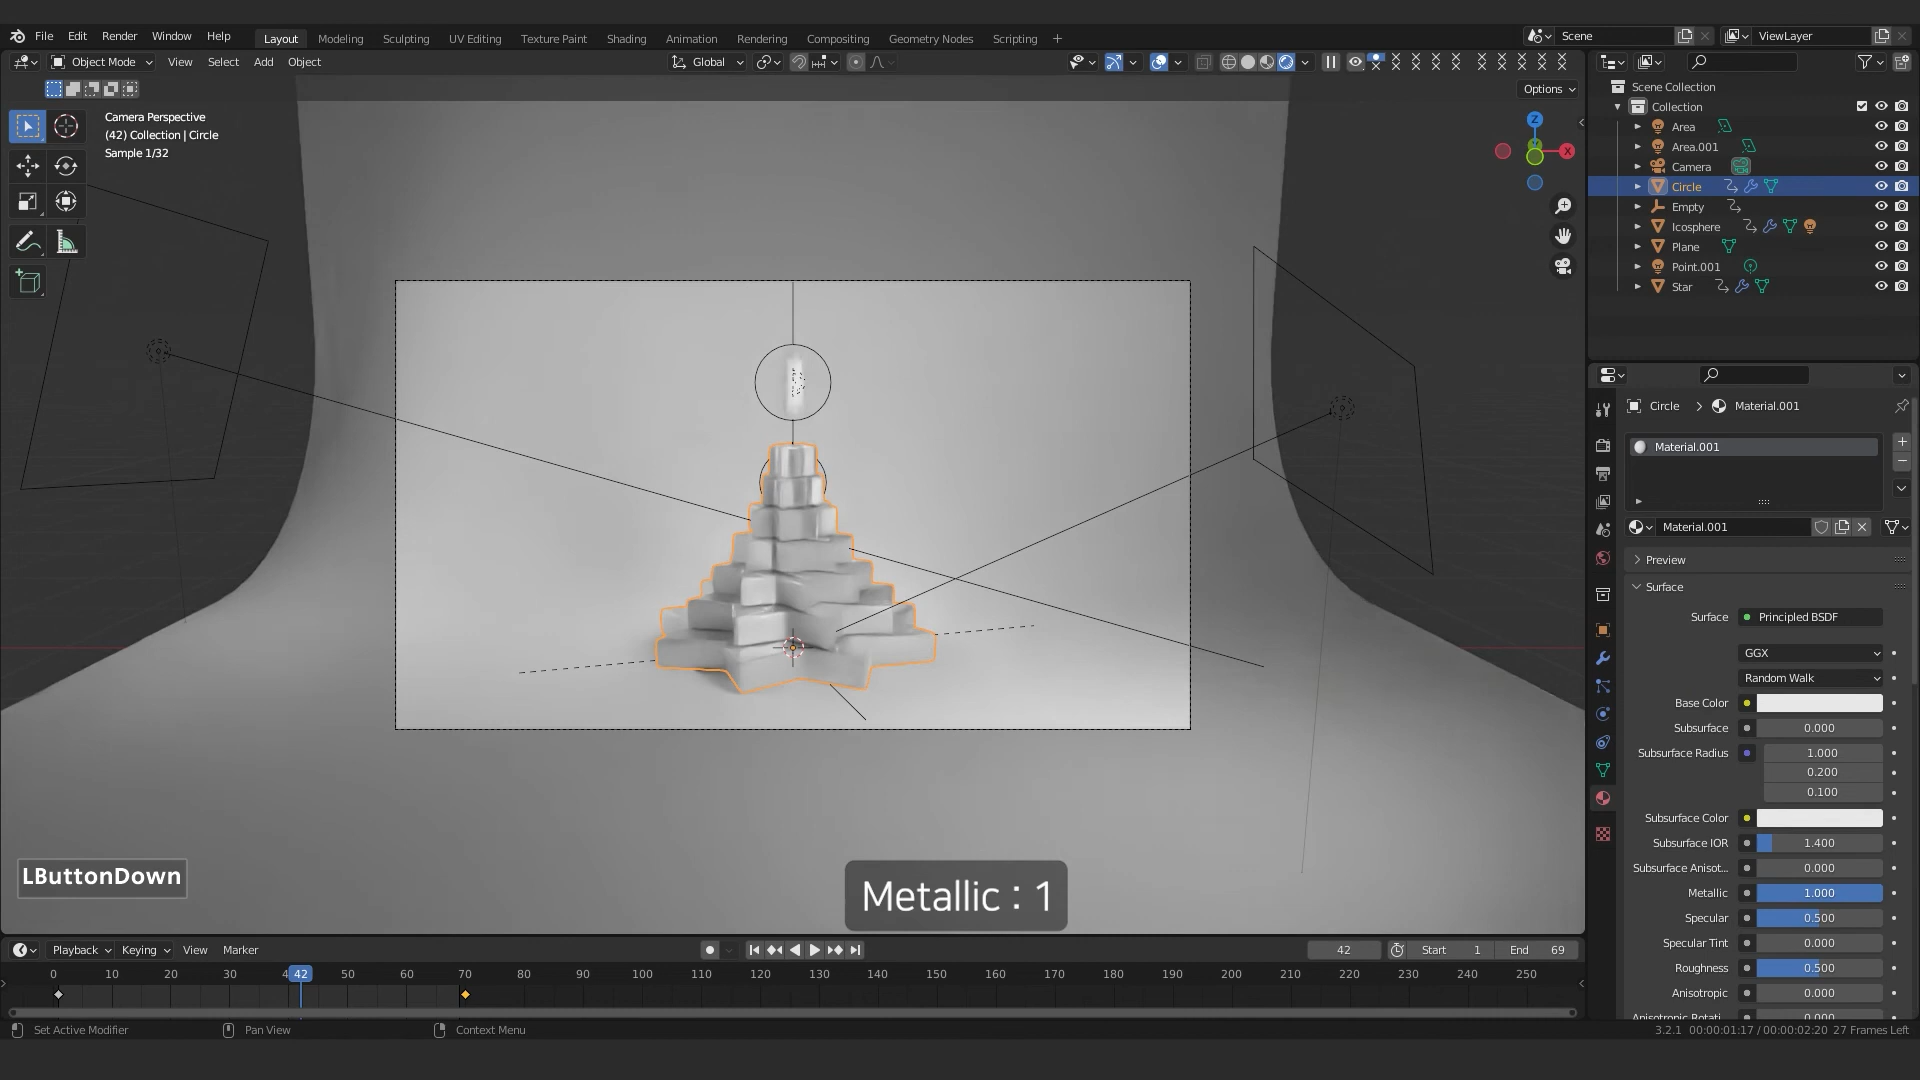 File Edit Render Window Help Layout Modeling Sculpting UV Editing Texture Paint Shading Animation Rendering Compositing Geometry Nodes Scripting + Scene ViewLayer
Object Mode View Select Add Object Global
Options
Camera Perspective
(42) Collection | Circle
Sample 1/32
Z
X
Scene Collection
Collection
Area
Area.001
Camera
Circle
Empty
Icosphere
Plane
Point.001
Star
Circle Material.001
Material.001
Material.001
Preview
Surface
Surface Principled BSDF
GGX
Random Walk
Base Color
Subsurface 0.000
Subsurface Radius 1.000
0.200
0.100
Subsurface Color
Subsurface IOR 1.400
Subsurface Anisot... 0.000
Metallic 1.000
Specular 0.500
Specular Tint 0.000
Roughness 0.500
Anisotropic 0.000
Anisotropic Rotati... 0.000
LButtonDown
Metallic : 1
Playback Keying View Marker 42 Start 1 End 69
0 10 20 30 4 42 50 60 70 80 90 100 110 120 130 140 150 160 170 180 190 200 210 220 230 240 250
Set Active Modifier Pan View Context Menu 3.2.1 00:00:01:17 / 00:00:02:20 27 Frames Left